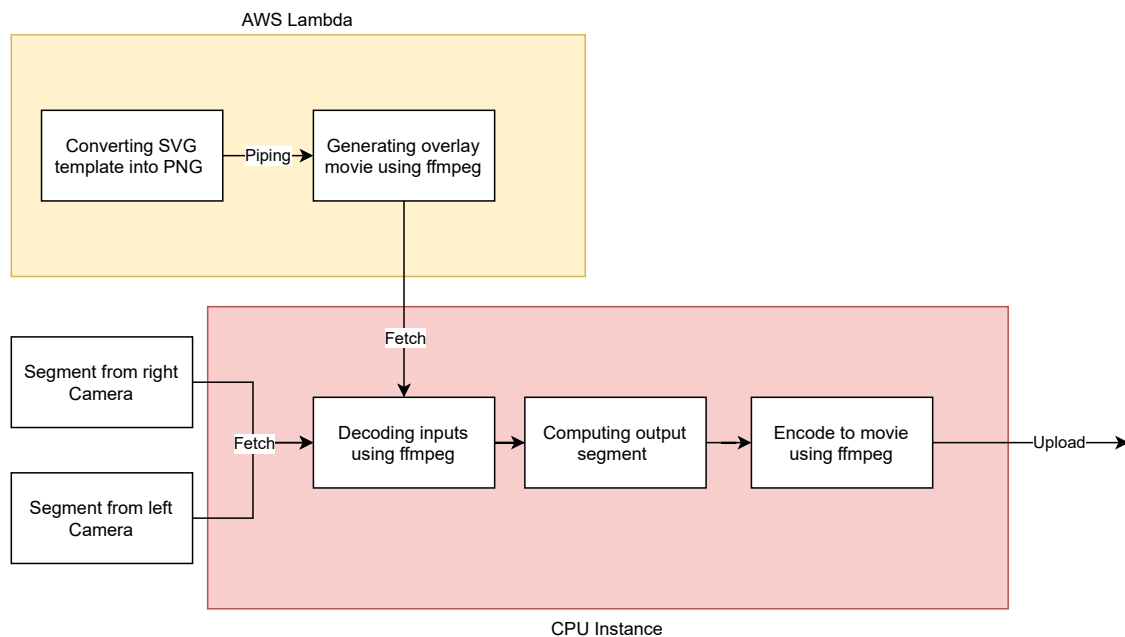 AWS Lambda
Converting SVG
template into PNG
Piping
Generating overlay
movie using ffmpeg
Fetch
Segment from right
Camera
Segment from left
Camera
Fetch
Decoding inputs
using ffmpeg
Computing output
segment
Encode to movie
using ffmpeg
Upload
CPU Instance